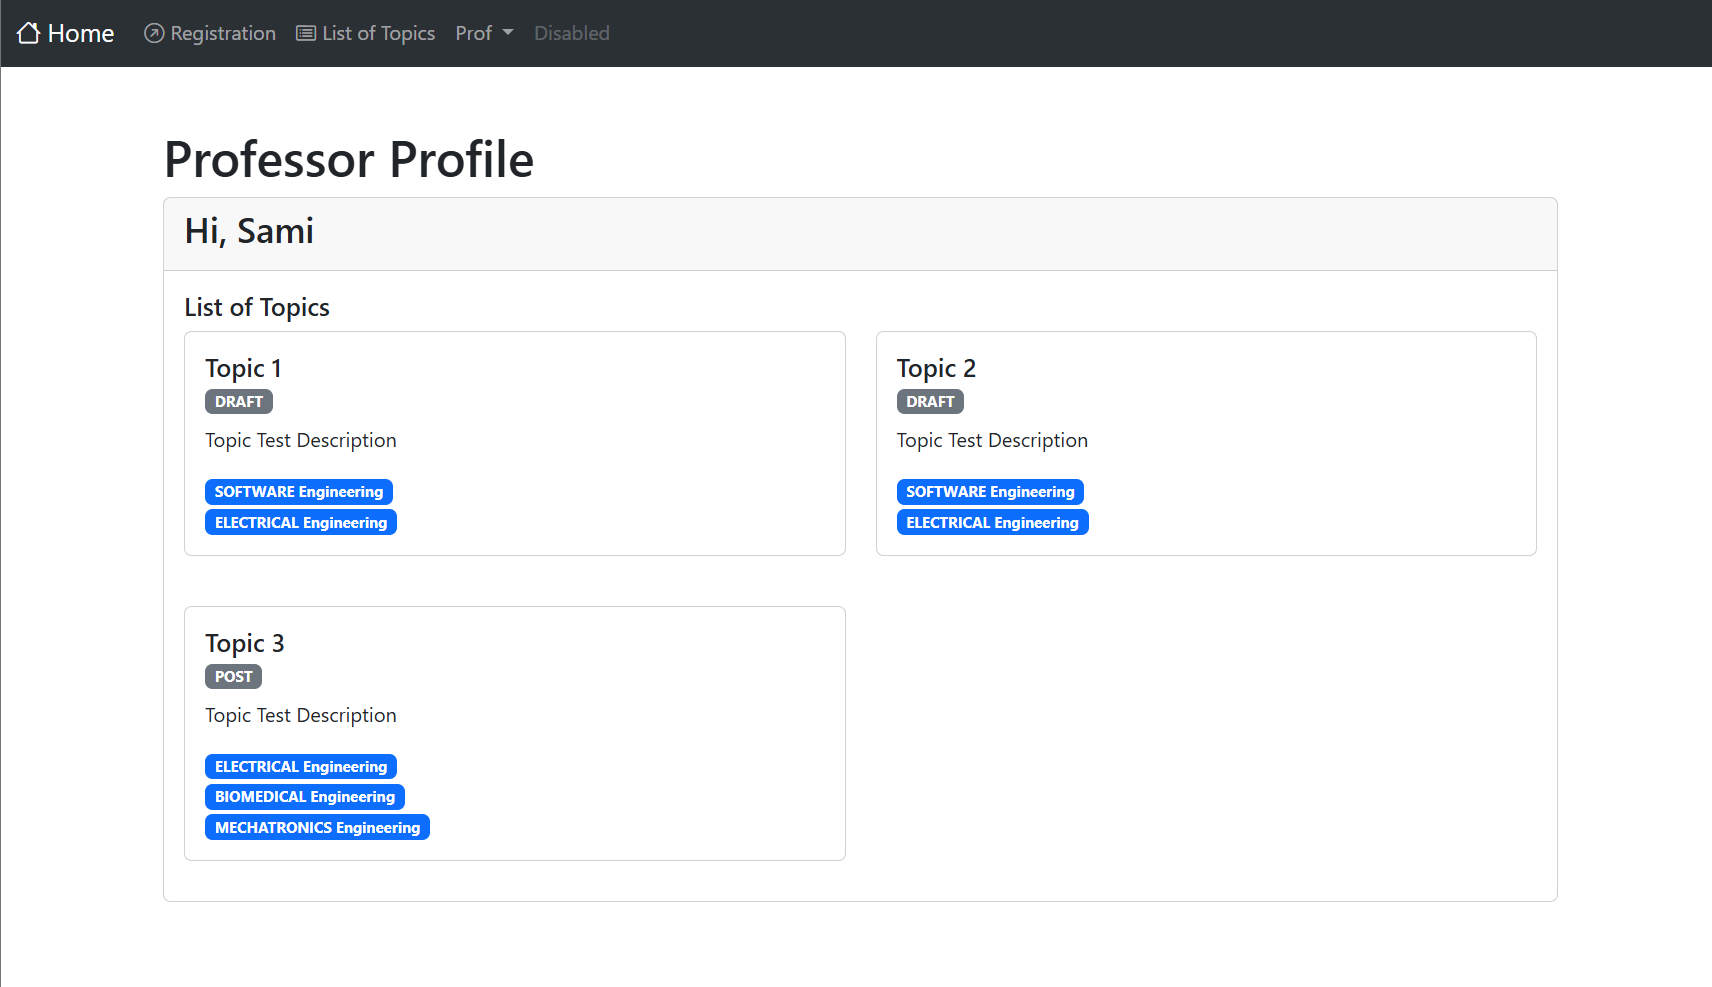 Home Registration List of Topics Prof Disabled
Professor Profile
Hi, Sami
List of Topics
Topic 1
DRAFT
Topic Test Description
SOFTWARE Engineering
ELECTRICAL Engineering
Topic 2
DRAFT
Topic Test Description
SOFTWARE Engineering
ELECTRICAL Engineering
Topic 3
POST
Topic Test Description
ELECTRICAL Engineering
BIOMEDICAL Engineering
MECHATRONICS Engineering